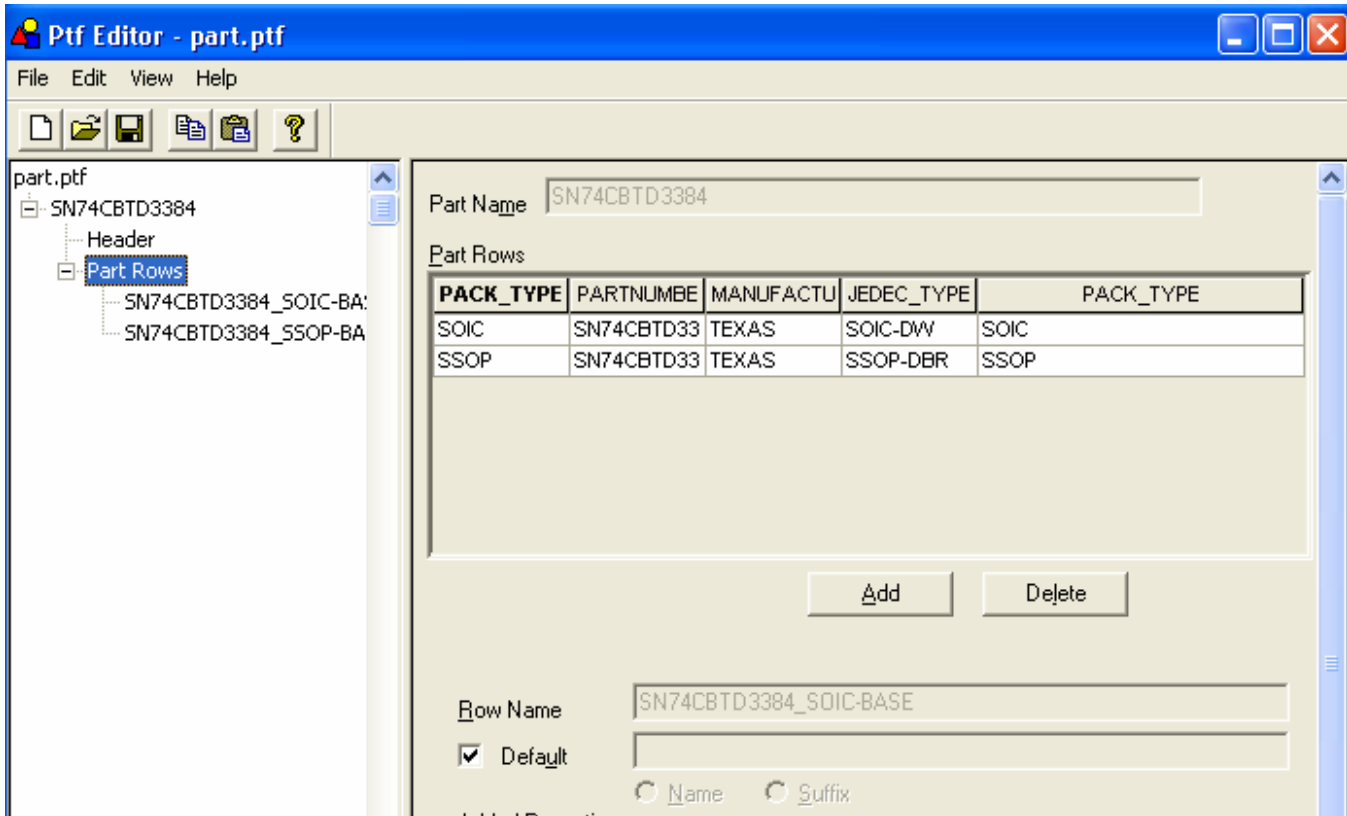 Ptf Editor - part.ptf
File Edit View Help
part.ptf
SN74CBTD3384
Header
Part Rows
SN74CBTD3384_SOIC-BA
SN74CBTD3384_SSOP-BA
Part Name SN74CBTD3384
Part Rows
PACK_TYPE PARTNUMBE MANUFACTU JEDEC_TYPE PACK_TYPE
SOIC SN74CBTD33 TEXAS SOIC-DW SOIC
SSOP SN74CBTD33 TEXAS SSOP-DBR SSOP
Add Delete
Row Name SN74CBTD3384_SOIC-BASE
Default
Name Suffix